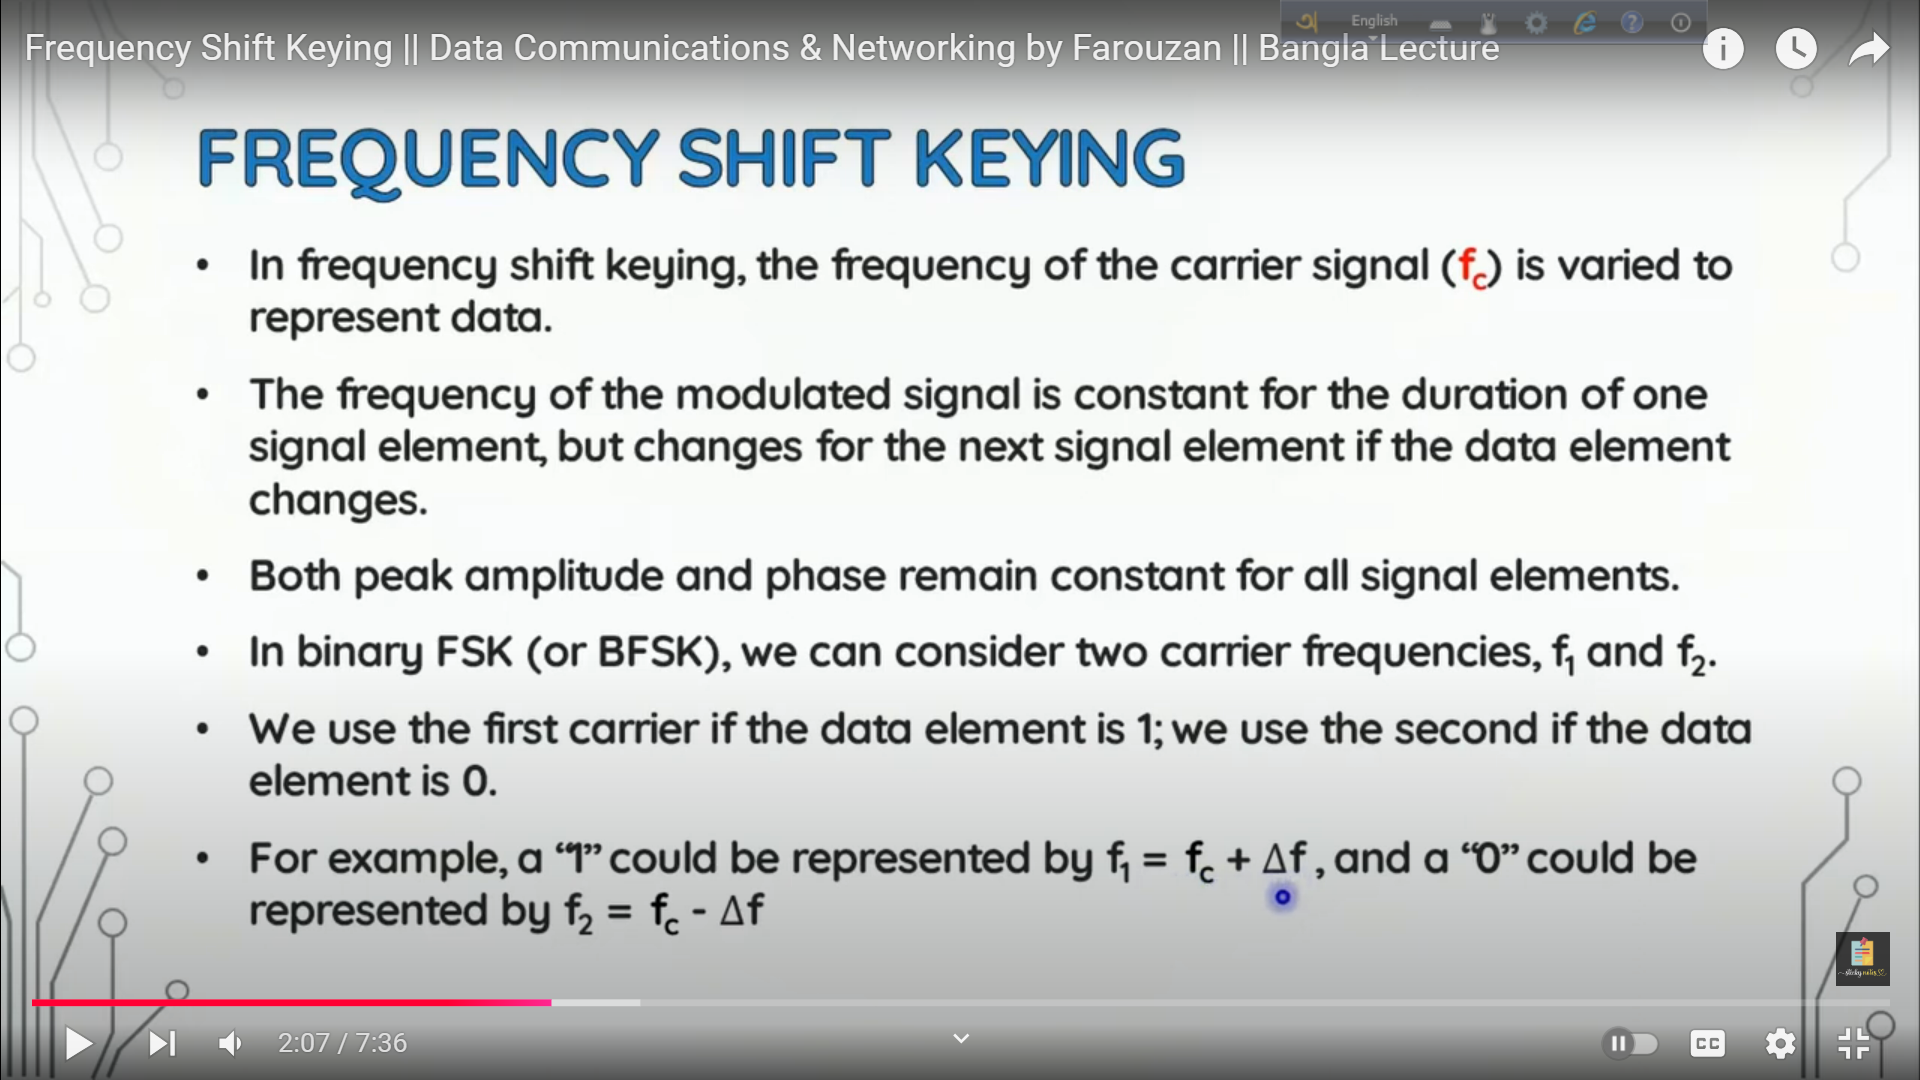 English
Frequency Shift Keying || Data Communications & Networking by Farouzan || Bangla Lecture
FREQUENCY SHIFT KEYING
• In frequency shift keying, the frequency of the carrier signal (fc) is varied to
represent data.
• The frequency of the modulated signal is constant for the duration of one
signal element, but changes for the next signal element if the data element
changes.
• Both peak amplitude and phase remain constant for all signal elements.
• In binary FSK (or BFSK), we can consider two carrier frequencies, f₁ and f₂.
• We use the first carrier if the data element is 1; we use the second if the data
element is 0.
• For example, a “1” could be represented by f₁ = fc + Δf , and a “0” could be
represented by f₂ = fc - Δf
sticky notes
2:07 / 7:36
CC